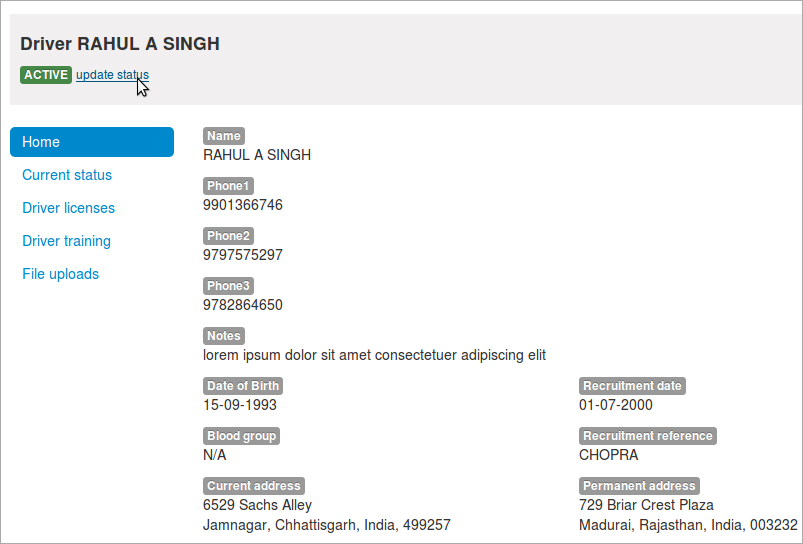 Driver RAHUL A SINGH
ACTIVE update status
Home
Current status
Driver licenses
Driver training
File uploads
Name
RAHUL A SINGH
Phone1
9901366746
Phone2
9797575297
Phone3
9782864650
Notes
lorem ipsum dolor sit amet consectetuer adipiscing elit
Date of Birth
15-09-1993
Recruitment date
01-07-2000
Blood group
N/A
Recruitment reference
CHOPRA
Current address
6529 Sachs Alley
Jamnagar, Chhattisgarh, India, 499257
Permanent address
729 Briar Crest Plaza
Madurai, Rajasthan, India, 003232